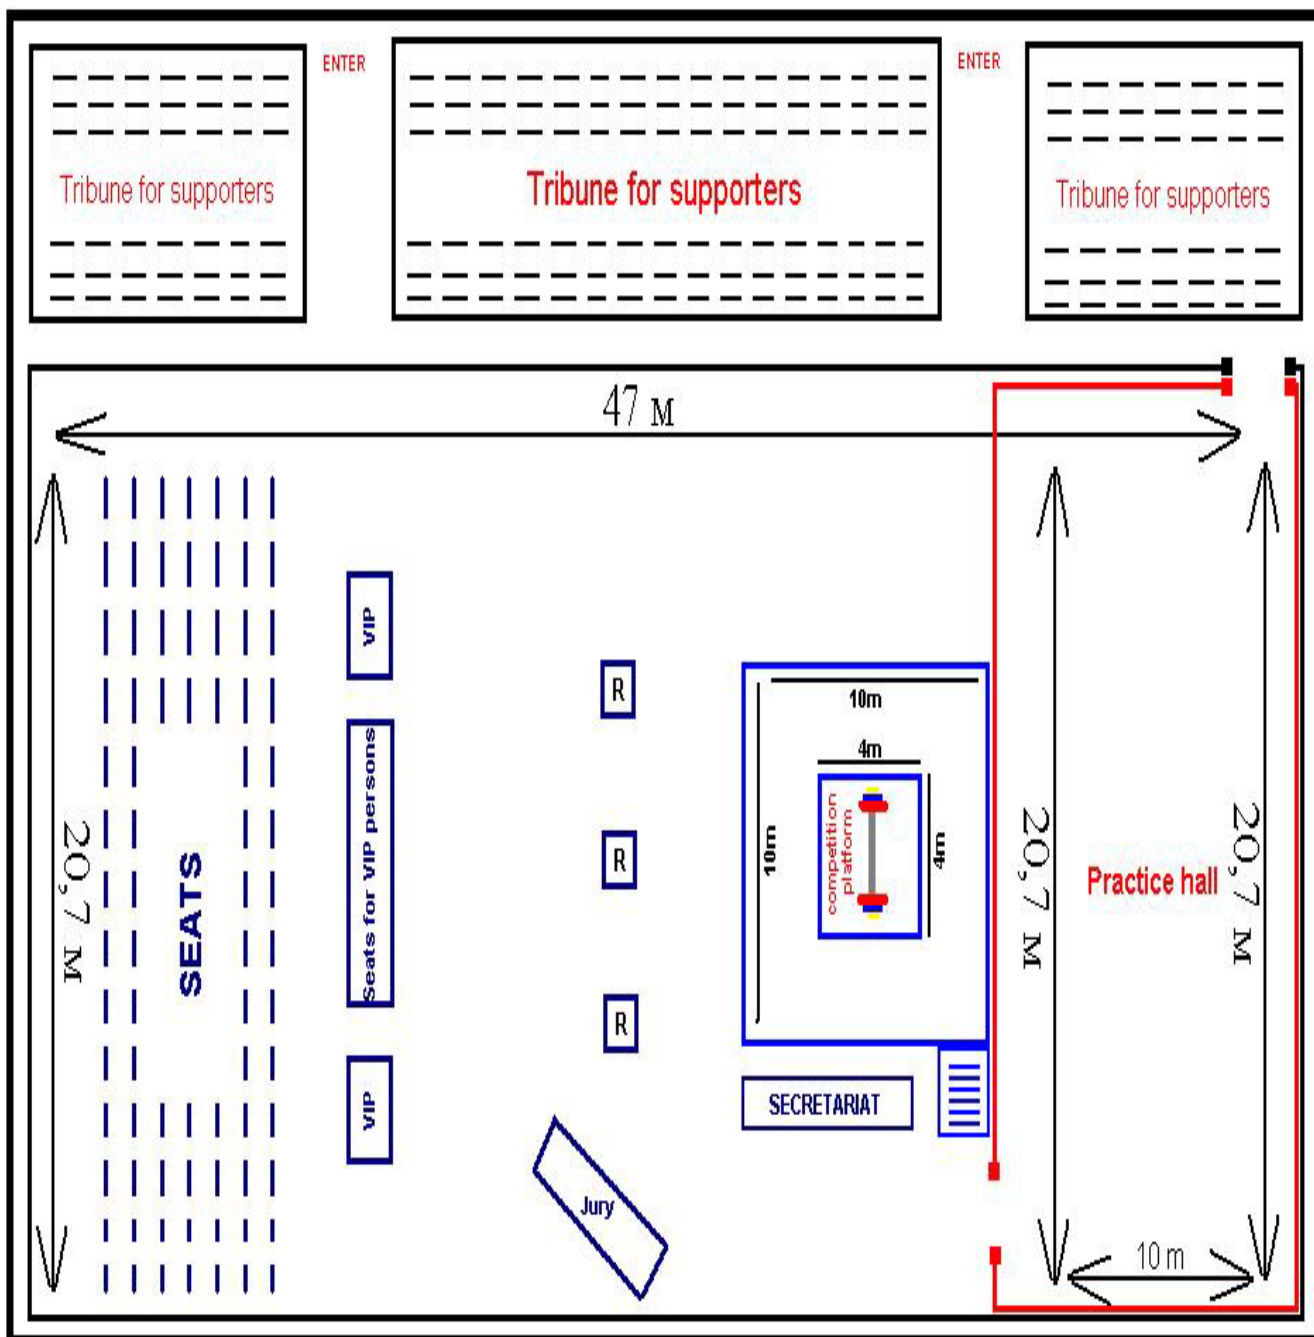 ENTER
ENTER
Tribune for supporters
Tribune for supporters
Tribune for supporters
47 м
VIP
R
10m
4m
competition
platform
4m
10m
Seats for VIP persons
R
20,7 м
SEATS
20,7 м
Practice hall
20,7 м
R
VIP
SECRETARIAT
Jury
10 m